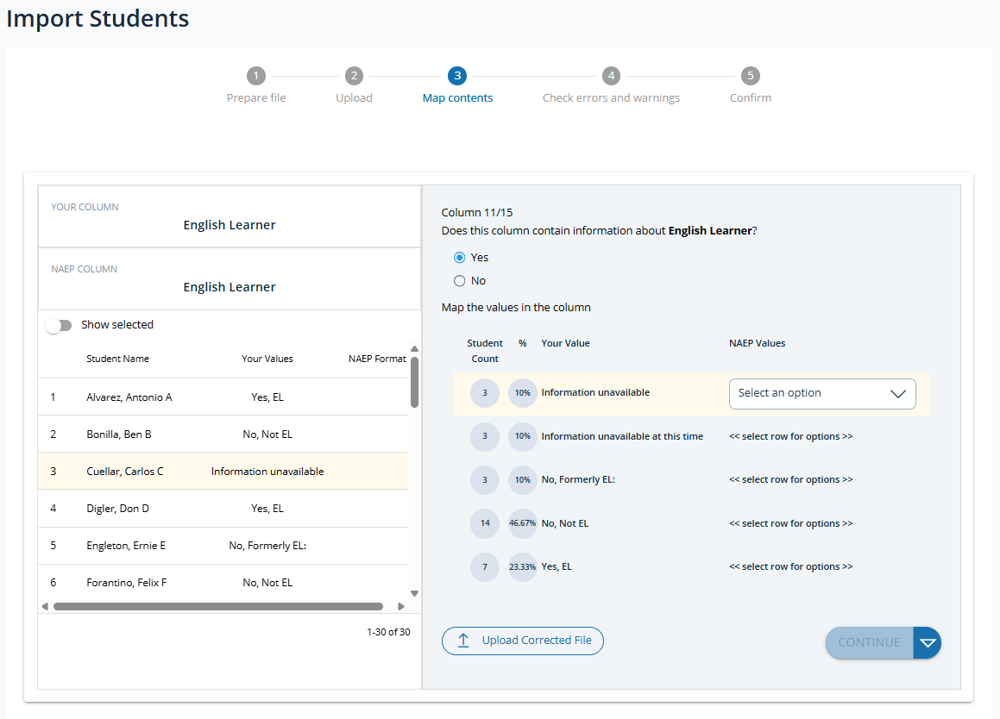 Import Students
1 2 3 4 5
Prepare file Upload Map contents Check errors and warnings Confirm
YOUR COLUMN
English Learner
NAEP COLUMN
English Learner
Show selected
Student Name Your Values NAEP Format
1 Alvarez, Antonio A Yes, EL
2 Bonilla, Ben B No, Not EL
3 Cuellar, Carlos C Information unavailable
4 Digler, Don D Yes, EL
5 Engleton, Ernie E No, Formerly EL:
6 Forantino, Felix F No, Not EL
1-30 of 30
Column 11/15
Does this column contain information about English Learner?
Yes
No
Map the values in the column
Student Count % Your Value NAEP Values
3 10% Information unavailable Select an option
3 10% Information unavailable at this time << select row for options >>
3 10% No, Formerly EL: << select row for options >>
14 46.67% No, Not EL << select row for options >>
7 23.33% Yes, EL << select row for options >>
Upload Corrected File
CONTINUE